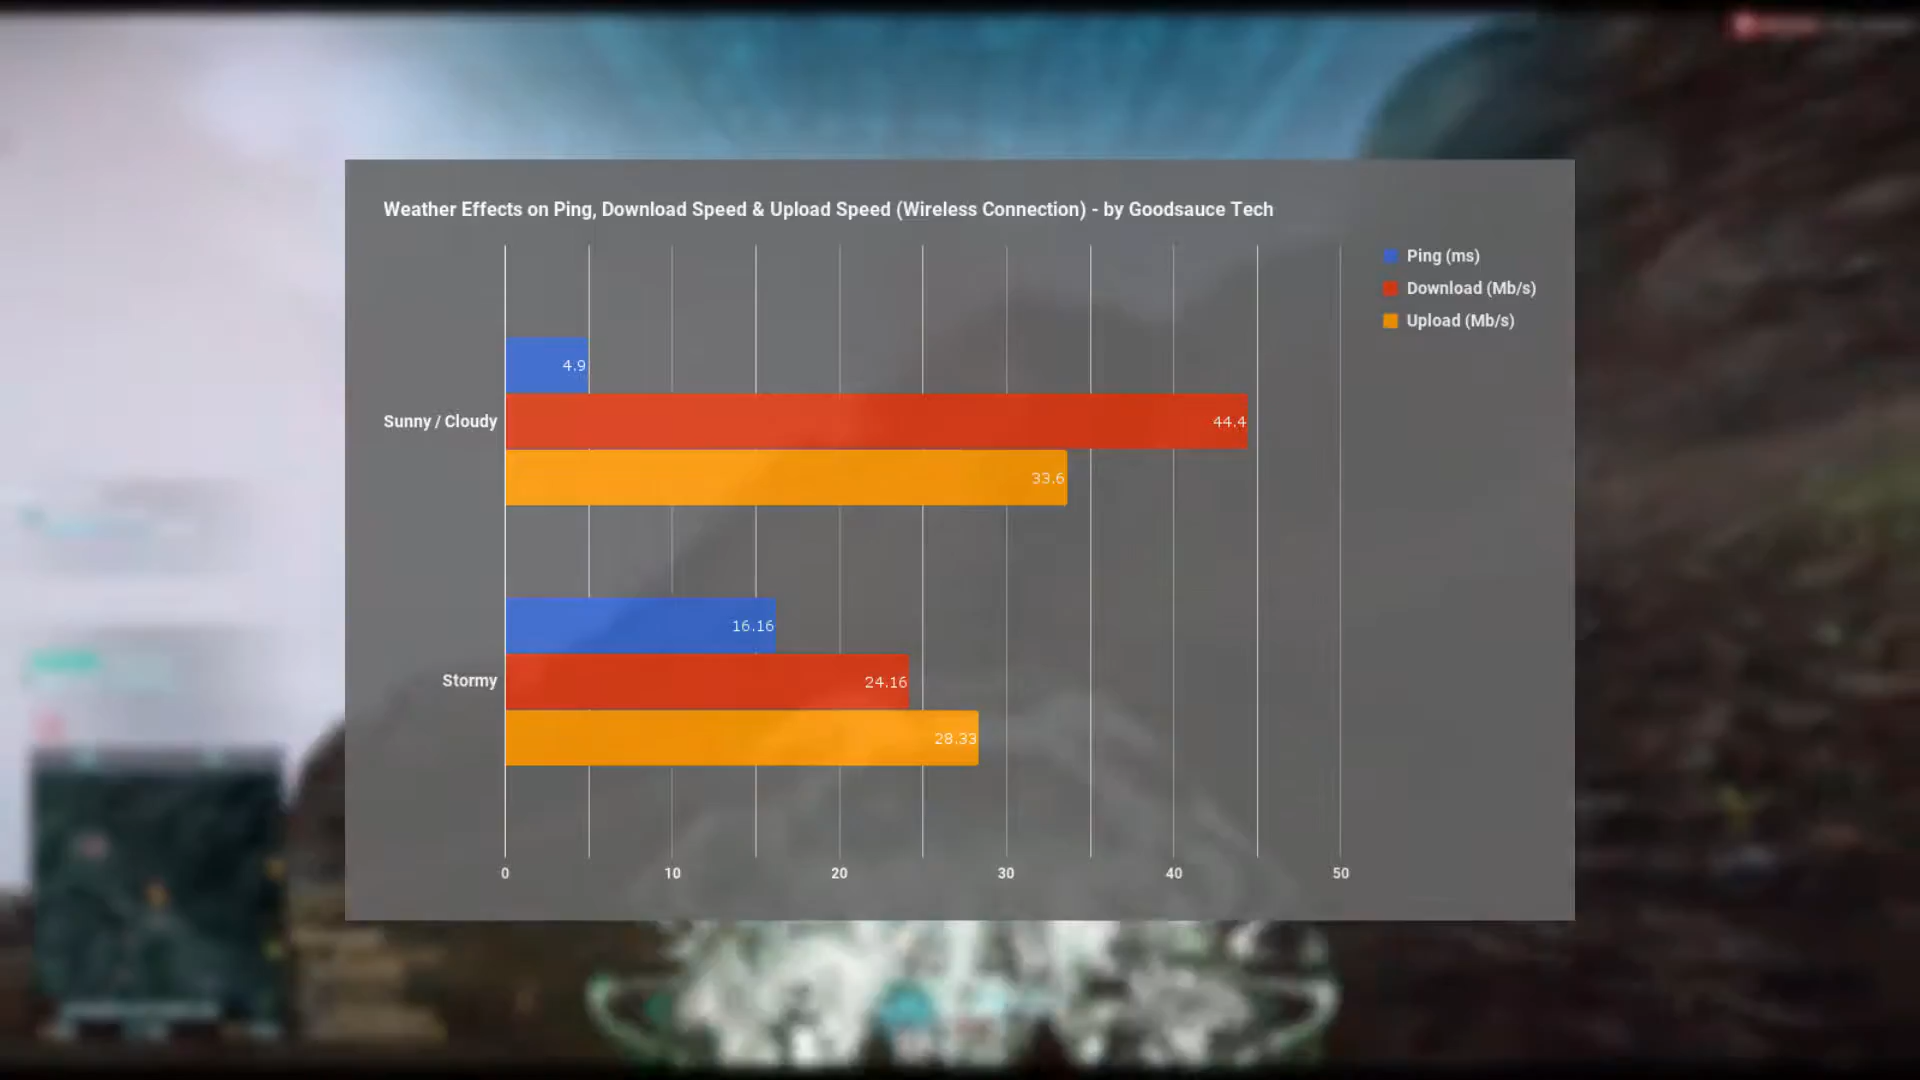 Weather Effects on Ping, Download Speed & Upload Speed (Wireless Connection) - by Goodsauce Tech
Ping (ms)
Download (Mb/s)
Upload (Mb/s)
4.9
Sunny / Cloudy
44.4
33.6
16.16
Stormy
24.16
28.33
0 10 20 30 40 50